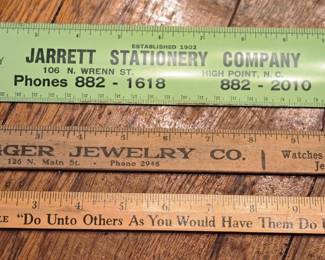 ESTABLISHED 1902
JARRETT STATIONERY COMPANY
106 N. WRENN ST. HIGH POINT, N. C.
Phones 882 - 1618 882 - 2010
GER JEWELRY CO. Watches
126 N. Main St. - Phone 2945
"Do Unto Others As You Would Have Them Do U